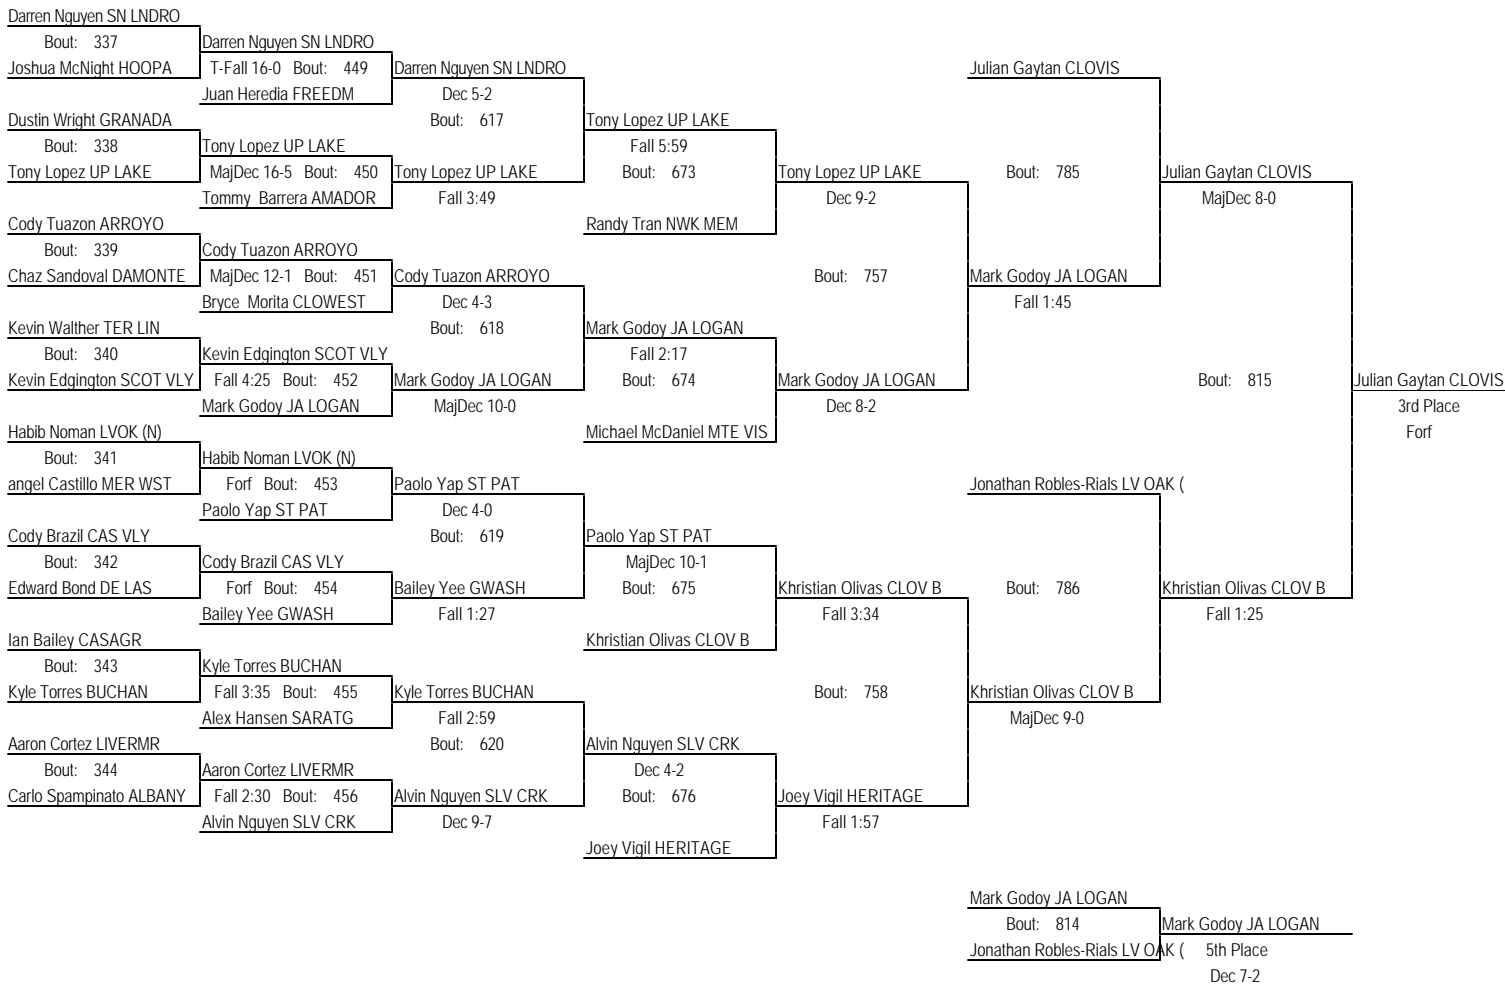 Darren Nguyen SN LNDRO
Bout: 337
Joshua McNight HOOPA
Dustin Wright GRANADA
Bout: 338
Tony Lopez UP LAKE
Cody Tuazon ARROYO
Bout: 339
Chaz Sandoval DAMONTE
Kevin Walther TER LIN
Bout: 340
Kevin Edgington SCOT VLY
Habib Noman LVOK (N)
Bout: 341
angel Castillo MER WST
Cody Brazil CAS VLY
Bout: 342
Edward Bond DE LAS
Ian Bailey CASAGR
Bout: 343
Kyle Torres BUCHAN
Aaron Cortez LIVERMR
Bout: 344
Carlo Spampinato ALBANY
Darren Nguyen SN LNDRO
T-Fall 16-0 Bout: 449
Juan Heredia FREEDM
Tony Lopez UP LAKE
MajDec 16-5 Bout: 450
Tommy Barrera AMADOR
Cody Tuazon ARROYO
MajDec 12-1 Bout: 451
Bryce Morita CLOWEST
Kevin Edgington SCOT VLY
Fall 4:25 Bout: 452
Mark Godoy JA LOGAN
Habib Noman LVOK (N)
Forf Bout: 453
Paolo Yap ST PAT
Cody Brazil CAS VLY
Forf Bout: 454
Bailey Yee GWASH
Kyle Torres BUCHAN
Fall 3:35 Bout: 455
Alex Hansen SARATG
Aaron Cortez LIVERMR
Fall 2:30 Bout: 456
Alvin Nguyen SLV CRK
Darren Nguyen SN LNDRO
Dec 5-2
Bout: 617
Tony Lopez UP LAKE
Fall 3:49
Cody Tuazon ARROYO
Dec 4-3
Bout: 618
Mark Godoy JA LOGAN
MajDec 10-0
Paolo Yap ST PAT
Dec 4-0
Bout: 619
Bailey Yee GWASH
Fall 1:27
Kyle Torres BUCHAN
Fall 2:59
Bout: 620
Alvin Nguyen SLV CRK
Dec 9-7
Tony Lopez UP LAKE
Fall 5:59
Bout: 673
Randy Tran NWK MEM
Mark Godoy JA LOGAN
Fall 2:17
Bout: 674
Michael McDaniel MTE VIS
Paolo Yap ST PAT
MajDec 10-1
Bout: 675
Khristian Olivas CLOV B
Alvin Nguyen SLV CRK
Dec 4-2
Bout: 676
Joey Vigil HERITAGE
Tony Lopez UP LAKE
Dec 9-2
Bout: 757
Mark Godoy JA LOGAN
Dec 8-2
Khristian Olivas CLOV B
Fall 3:34
Bout: 758
Joey Vigil HERITAGE
Fall 1:57
Julian Gaytan CLOVIS
Bout: 785
Mark Godoy JA LOGAN
Fall 1:45
Jonathan Robles-Rials LV OAK (
Bout: 786
Khristian Olivas CLOV B
MajDec 9-0
Julian Gaytan CLOVIS
MajDec 8-0
Bout: 815
Khristian Olivas CLOV B
Fall 1:25
Julian Gaytan CLOVIS
3rd Place
Forf
Mark Godoy JA LOGAN
Bout: 814
Jonathan Robles-Rials LV OAK (
Mark Godoy JA LOGAN
5th Place
Dec 7-2